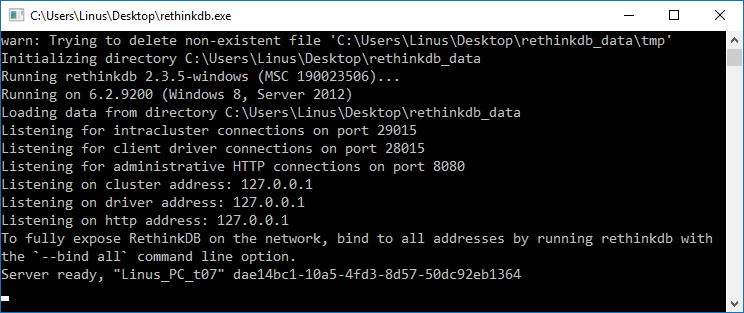 C:\Users\Linus\Desktop\rethinkdb.exe
warn: Trying to delete non-existent file 'C:\Users\Linus\Desktop\rethinkdb_data\tmp'
Initializing directory C:\Users\Linus\Desktop\rethinkdb_data
Running rethinkdb 2.3.5-windows (MSC 190023506)...
Running on 6.2.9200 (Windows 8, Server 2012)
Loading data from directory C:\Users\Linus\Desktop\rethinkdb_data
Listening for intracluster connections on port 29015
Listening for client driver connections on port 28015
Listening for administrative HTTP connections on port 8080
Listening on cluster address: 127.0.0.1
Listening on driver address: 127.0.0.1
Listening on http address: 127.0.0.1
To fully expose RethinkDB on the network, bind to all addresses by running rethinkdb with
the `--bind all` command line option.
Server ready, "Linus_PC_t07" dae14bc1-10a5-4fd3-8d57-50dc92eb1364